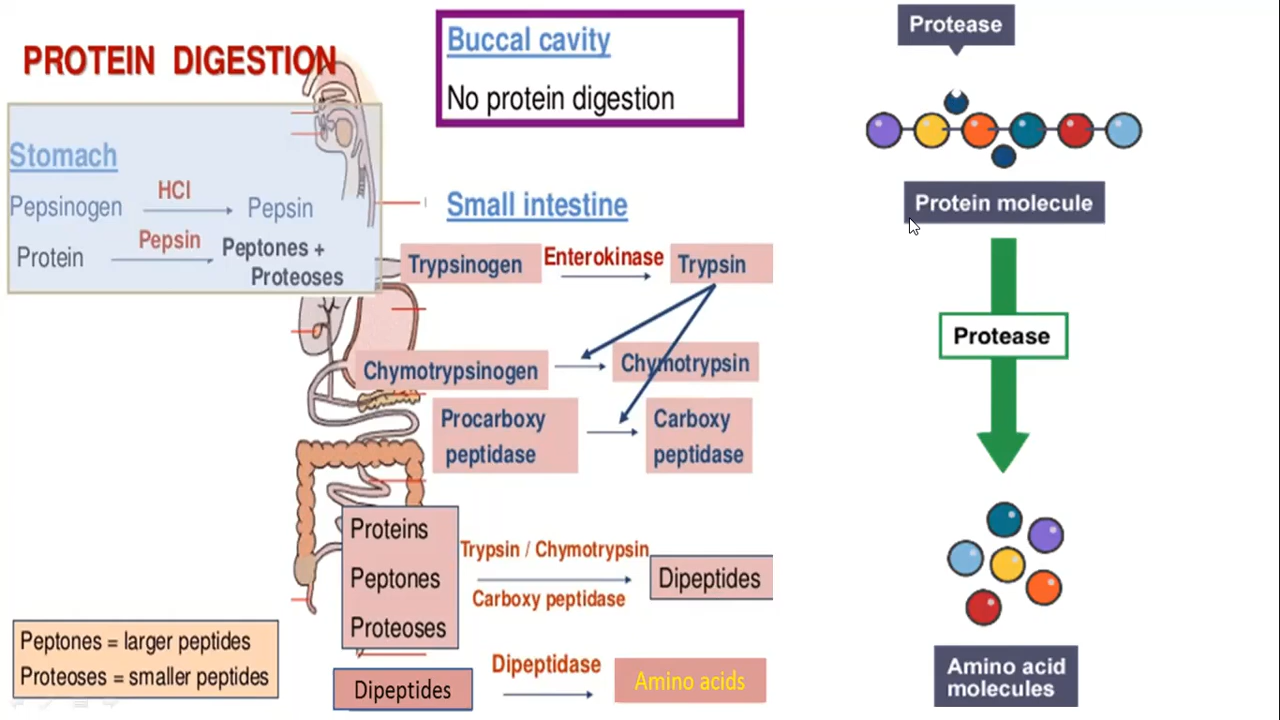 PROTEIN DIGESTION
Buccal cavity
No protein digestion
Stomach
HCl
Pepsinogen Pepsin
Pepsin
Protein Peptones +
Proteoses
Small intestine
Trypsinogen Enterokinase Trypsin
Chymotrypsinogen Chymotrypsin
Procarboxy
peptidase
Carboxy
peptidase
Proteins
Peptones
Proteoses
Trypsin / Chymotrypsin
Carboxy peptidase
Dipeptides
Dipeptides
Dipeptidase
Amino acids
Peptones = larger peptides
Proteoses = smaller peptides
Protease
Protein molecule
Protease
Amino acid
molecules